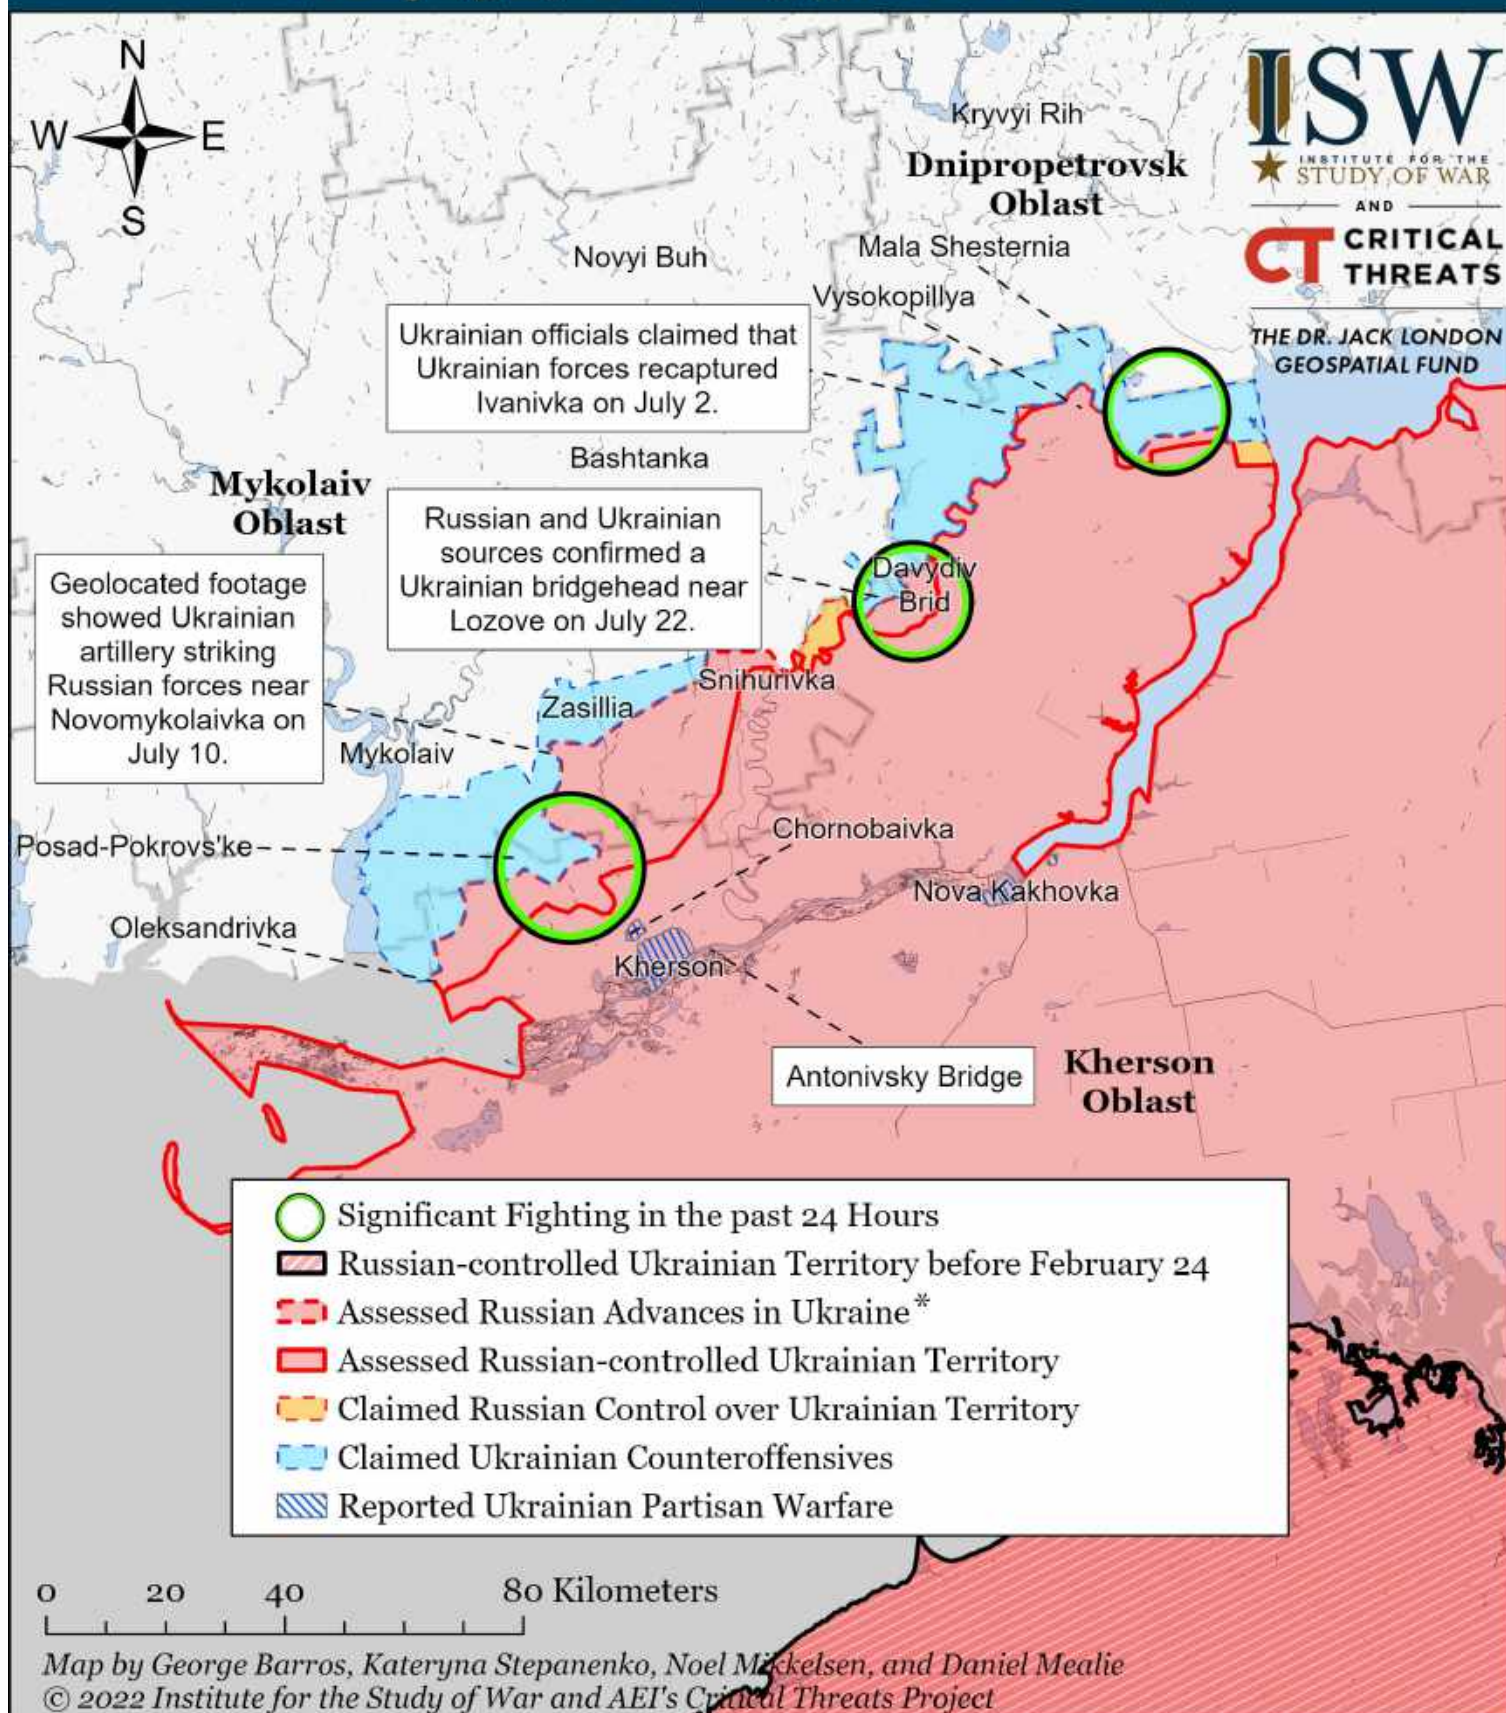 N
W E
S
ISW
INSTITUTE FOR THE
STUDY OF WAR
AND
CT CRITICAL
THREATS
THE DR. JACK LONDON
GEOSPATIAL FUND
Kryvyi Rih
Dnipropetrovsk
Oblast
Mala Shesternia
Novyi Buh
Vysokopillya
Ukrainian officials claimed that
Ukrainian forces recaptured
Ivanivka on July 2.
Bashtanka
Mykolaiv
Oblast
Russian and Ukrainian
sources confirmed a
Ukrainian bridgehead near
Lozove on July 22.
Davydiv
Brid
Geolocated footage
showed Ukrainian
artillery striking
Russian forces near
Novomykolaivka on
July 10.
Snihurivka
Zasillia
Mykolaiv
Chornobaivka
Posad-Pokrovs'ke
Nova Kakhovka
Oleksandrivka
Kherson
Antonivsky Bridge
Kherson
Oblast
Significant Fighting in the past 24 Hours
Russian-controlled Ukrainian Territory before February 24
Assessed Russian Advances in Ukraine*
Assessed Russian-controlled Ukrainian Territory
Claimed Russian Control over Ukrainian Territory
Claimed Ukrainian Counteroffensives
Reported Ukrainian Partisan Warfare
0 20 40 80 Kilometers
Map by George Barros, Kateryna Stepanenko, Noel Mikkelsen, and Daniel Mealie
© 2022 Institute for the Study of War and AEI's Critical Threats Project